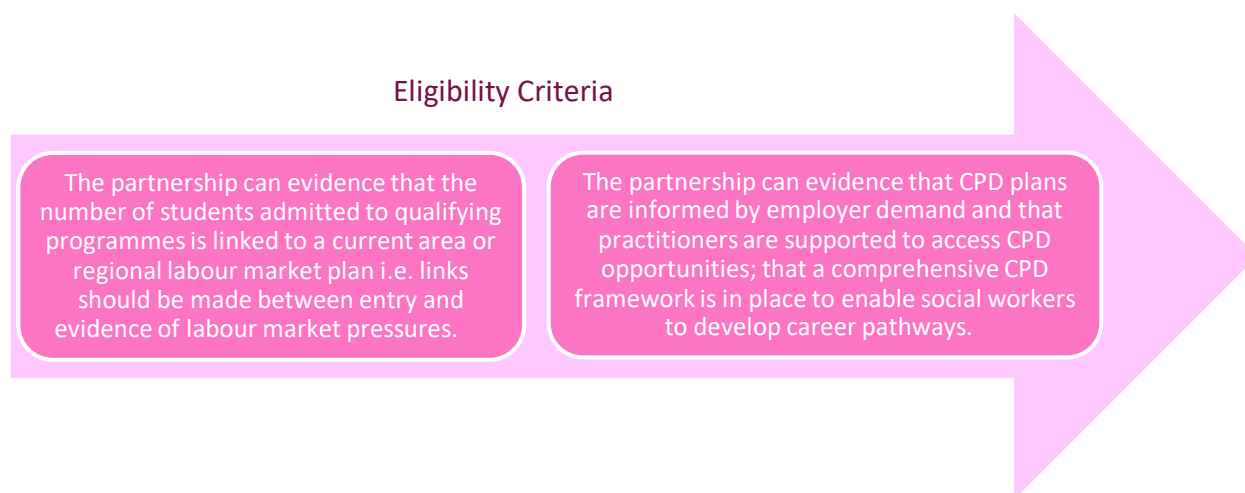 Eligibility Criteria
The partnership can evidence that the
number of students admitted to qualifying
programmes is linked to a current area or
regional labour market plan i.e. links
should be made between entry and
evidence of labour market pressures.
The partnership can evidence that CPD plans
are informed by employer demand and that
practitioners are supported to access CPD
opportunities; that a comprehensive CPD
framework is in place to enable social workers
to develop career pathways.